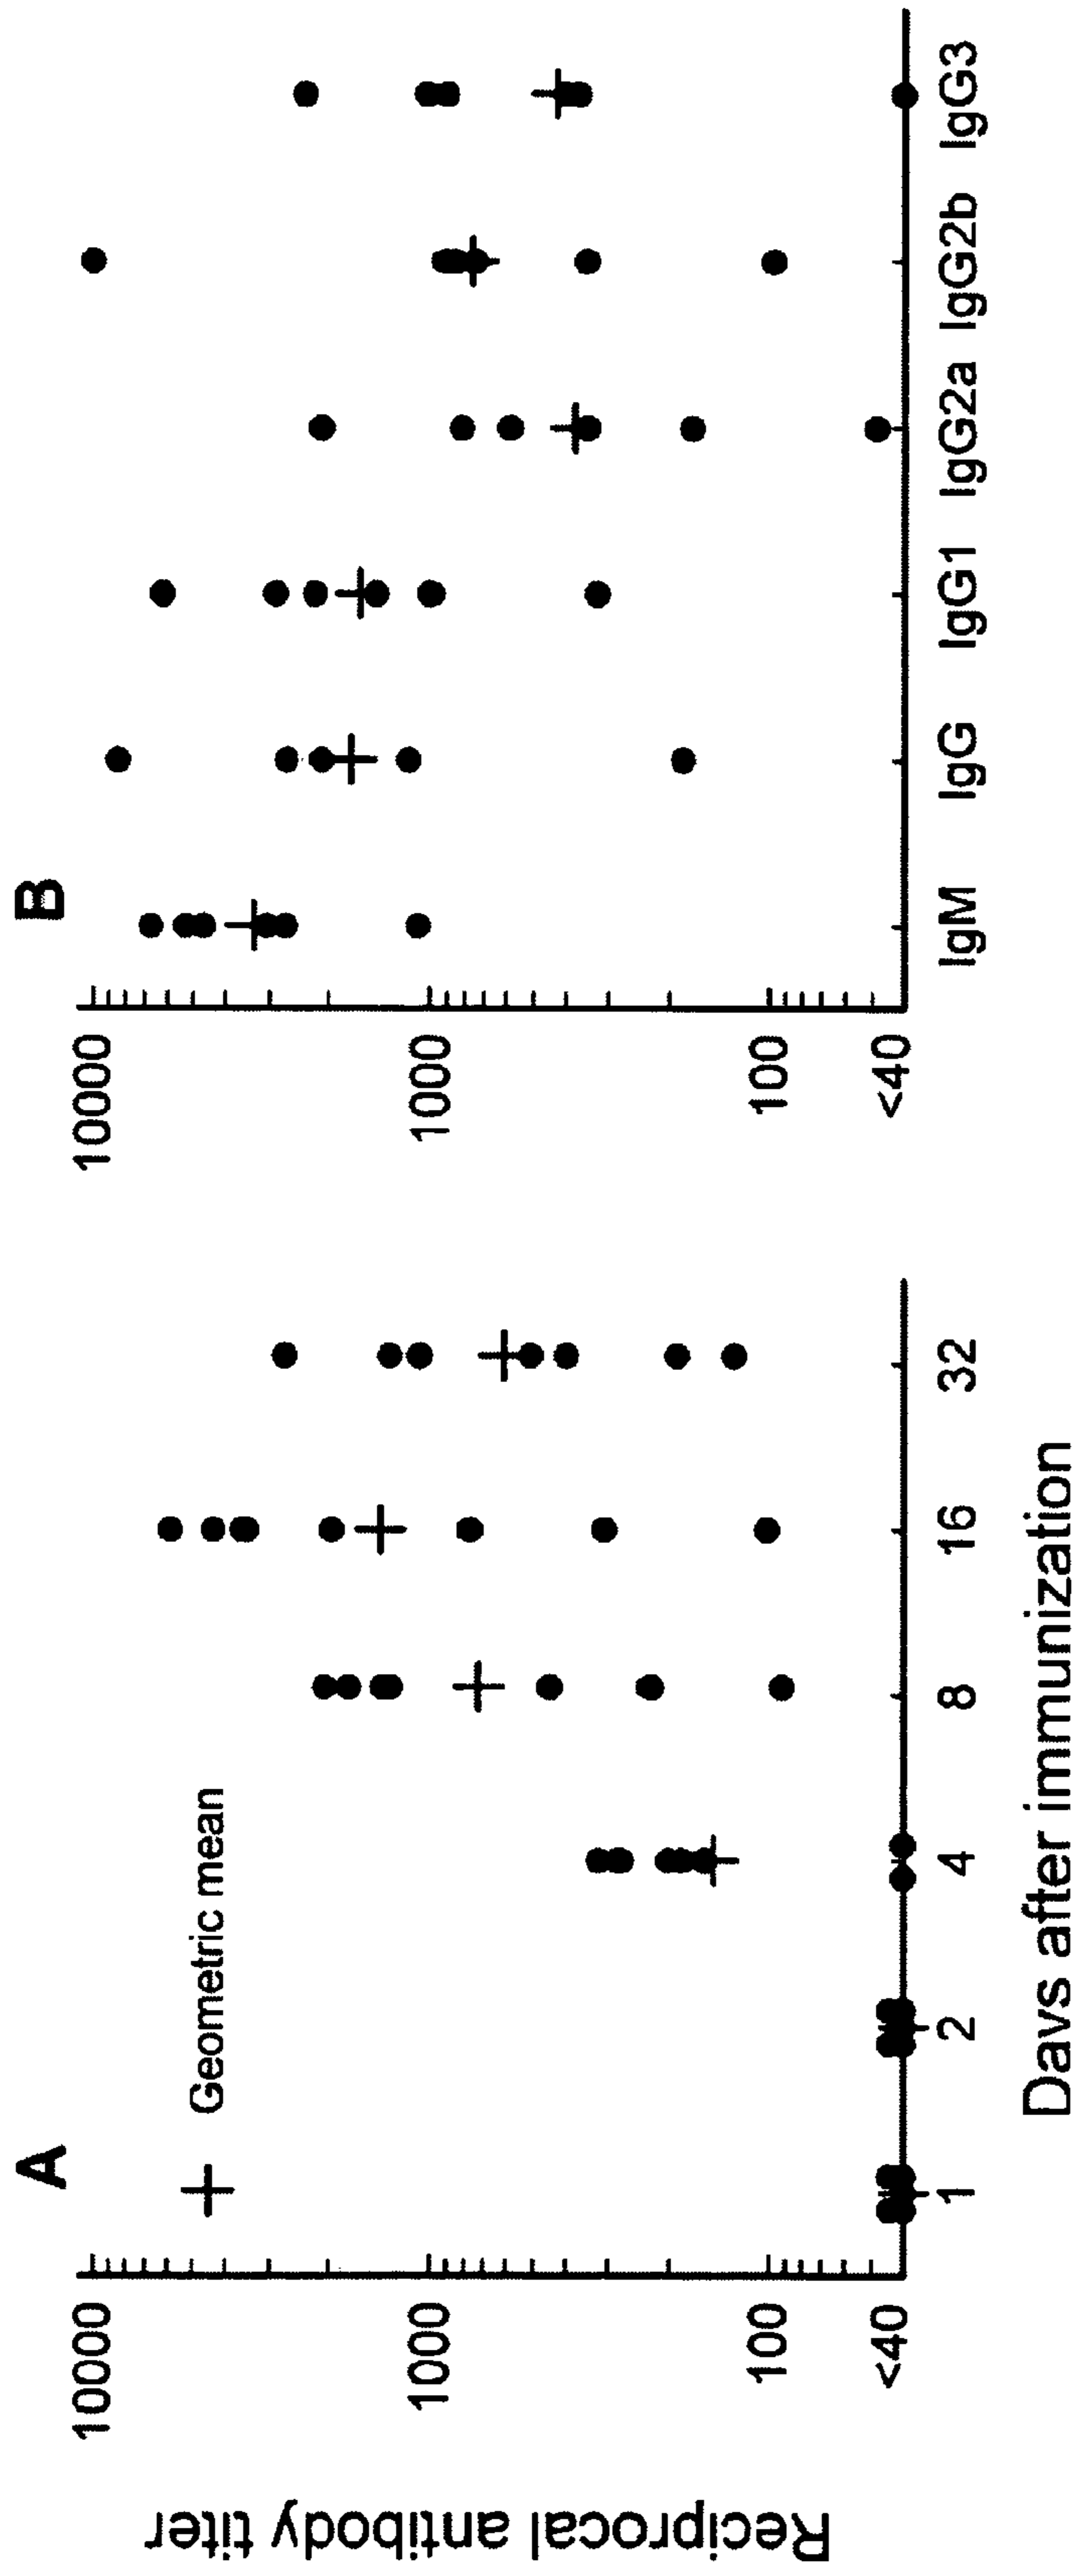 A
B
Reciprocal antibody titer
10000
1000
100
<40
Geometric mean
1
2
4
8
16
32
Days after immunization
10000
1000
100
<40
IgM
IgG
IgG1
IgG2a
IgG2b
IgG3